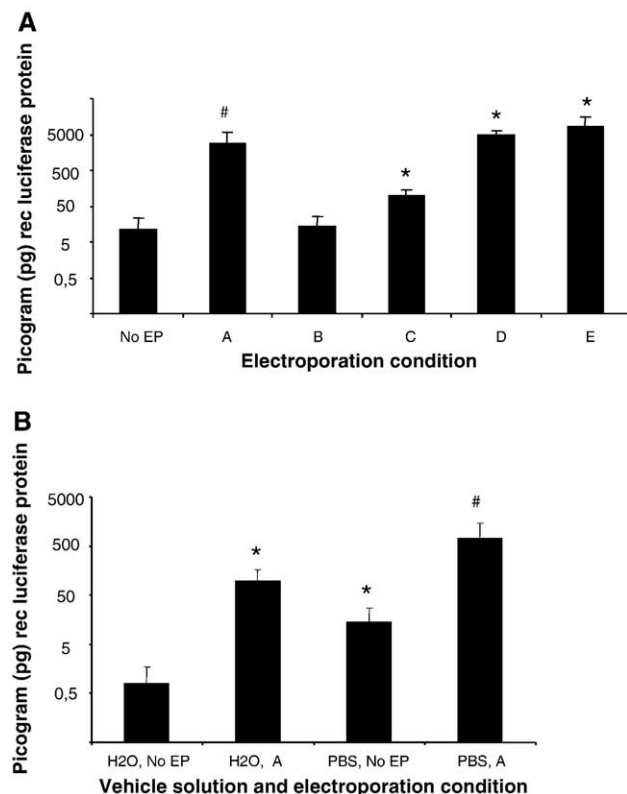 A
Picogram (pg) rec luciferase protein
5000
500
50
5
0,5
#
*
*
*
No EP
A
B
C
D
E
Electroporation condition
B
Picogram (pg) rec luciferase protein
5000
500
50
5
0,5
*
*
#
H2O, No EP
H2O, A
PBS, No EP
PBS, A
Vehicle solution and electroporation condition